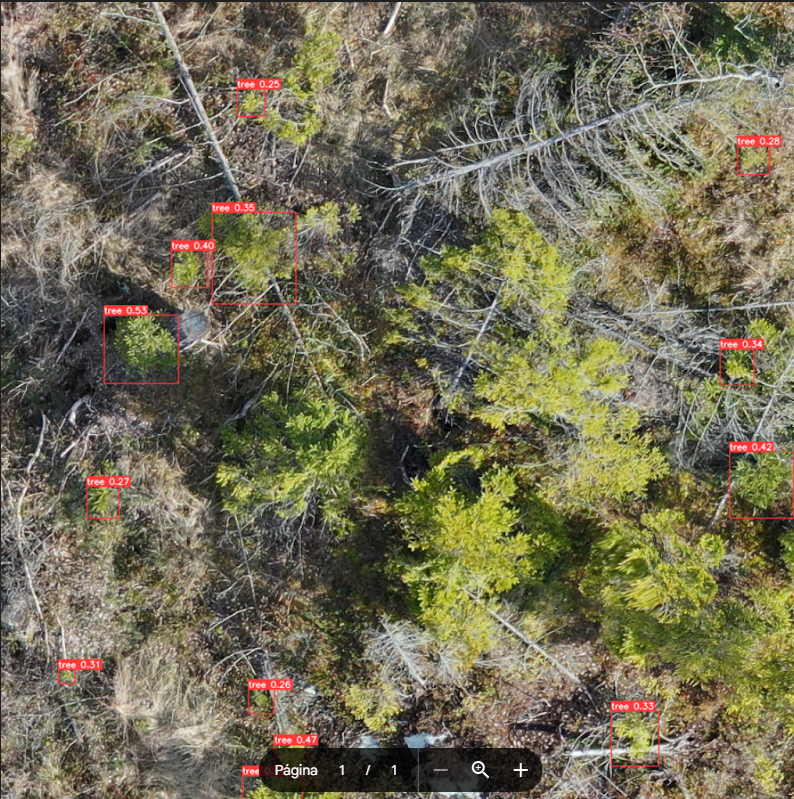 tree 0.25
tree 0.28
tree 0.35
tree 0.40
tree 0.53
tree 0.34
tree 0.42
tree 0.27
tree 0.31
tree 0.26
tree 0.33
tree 0.47
tree
Página 1 / 1